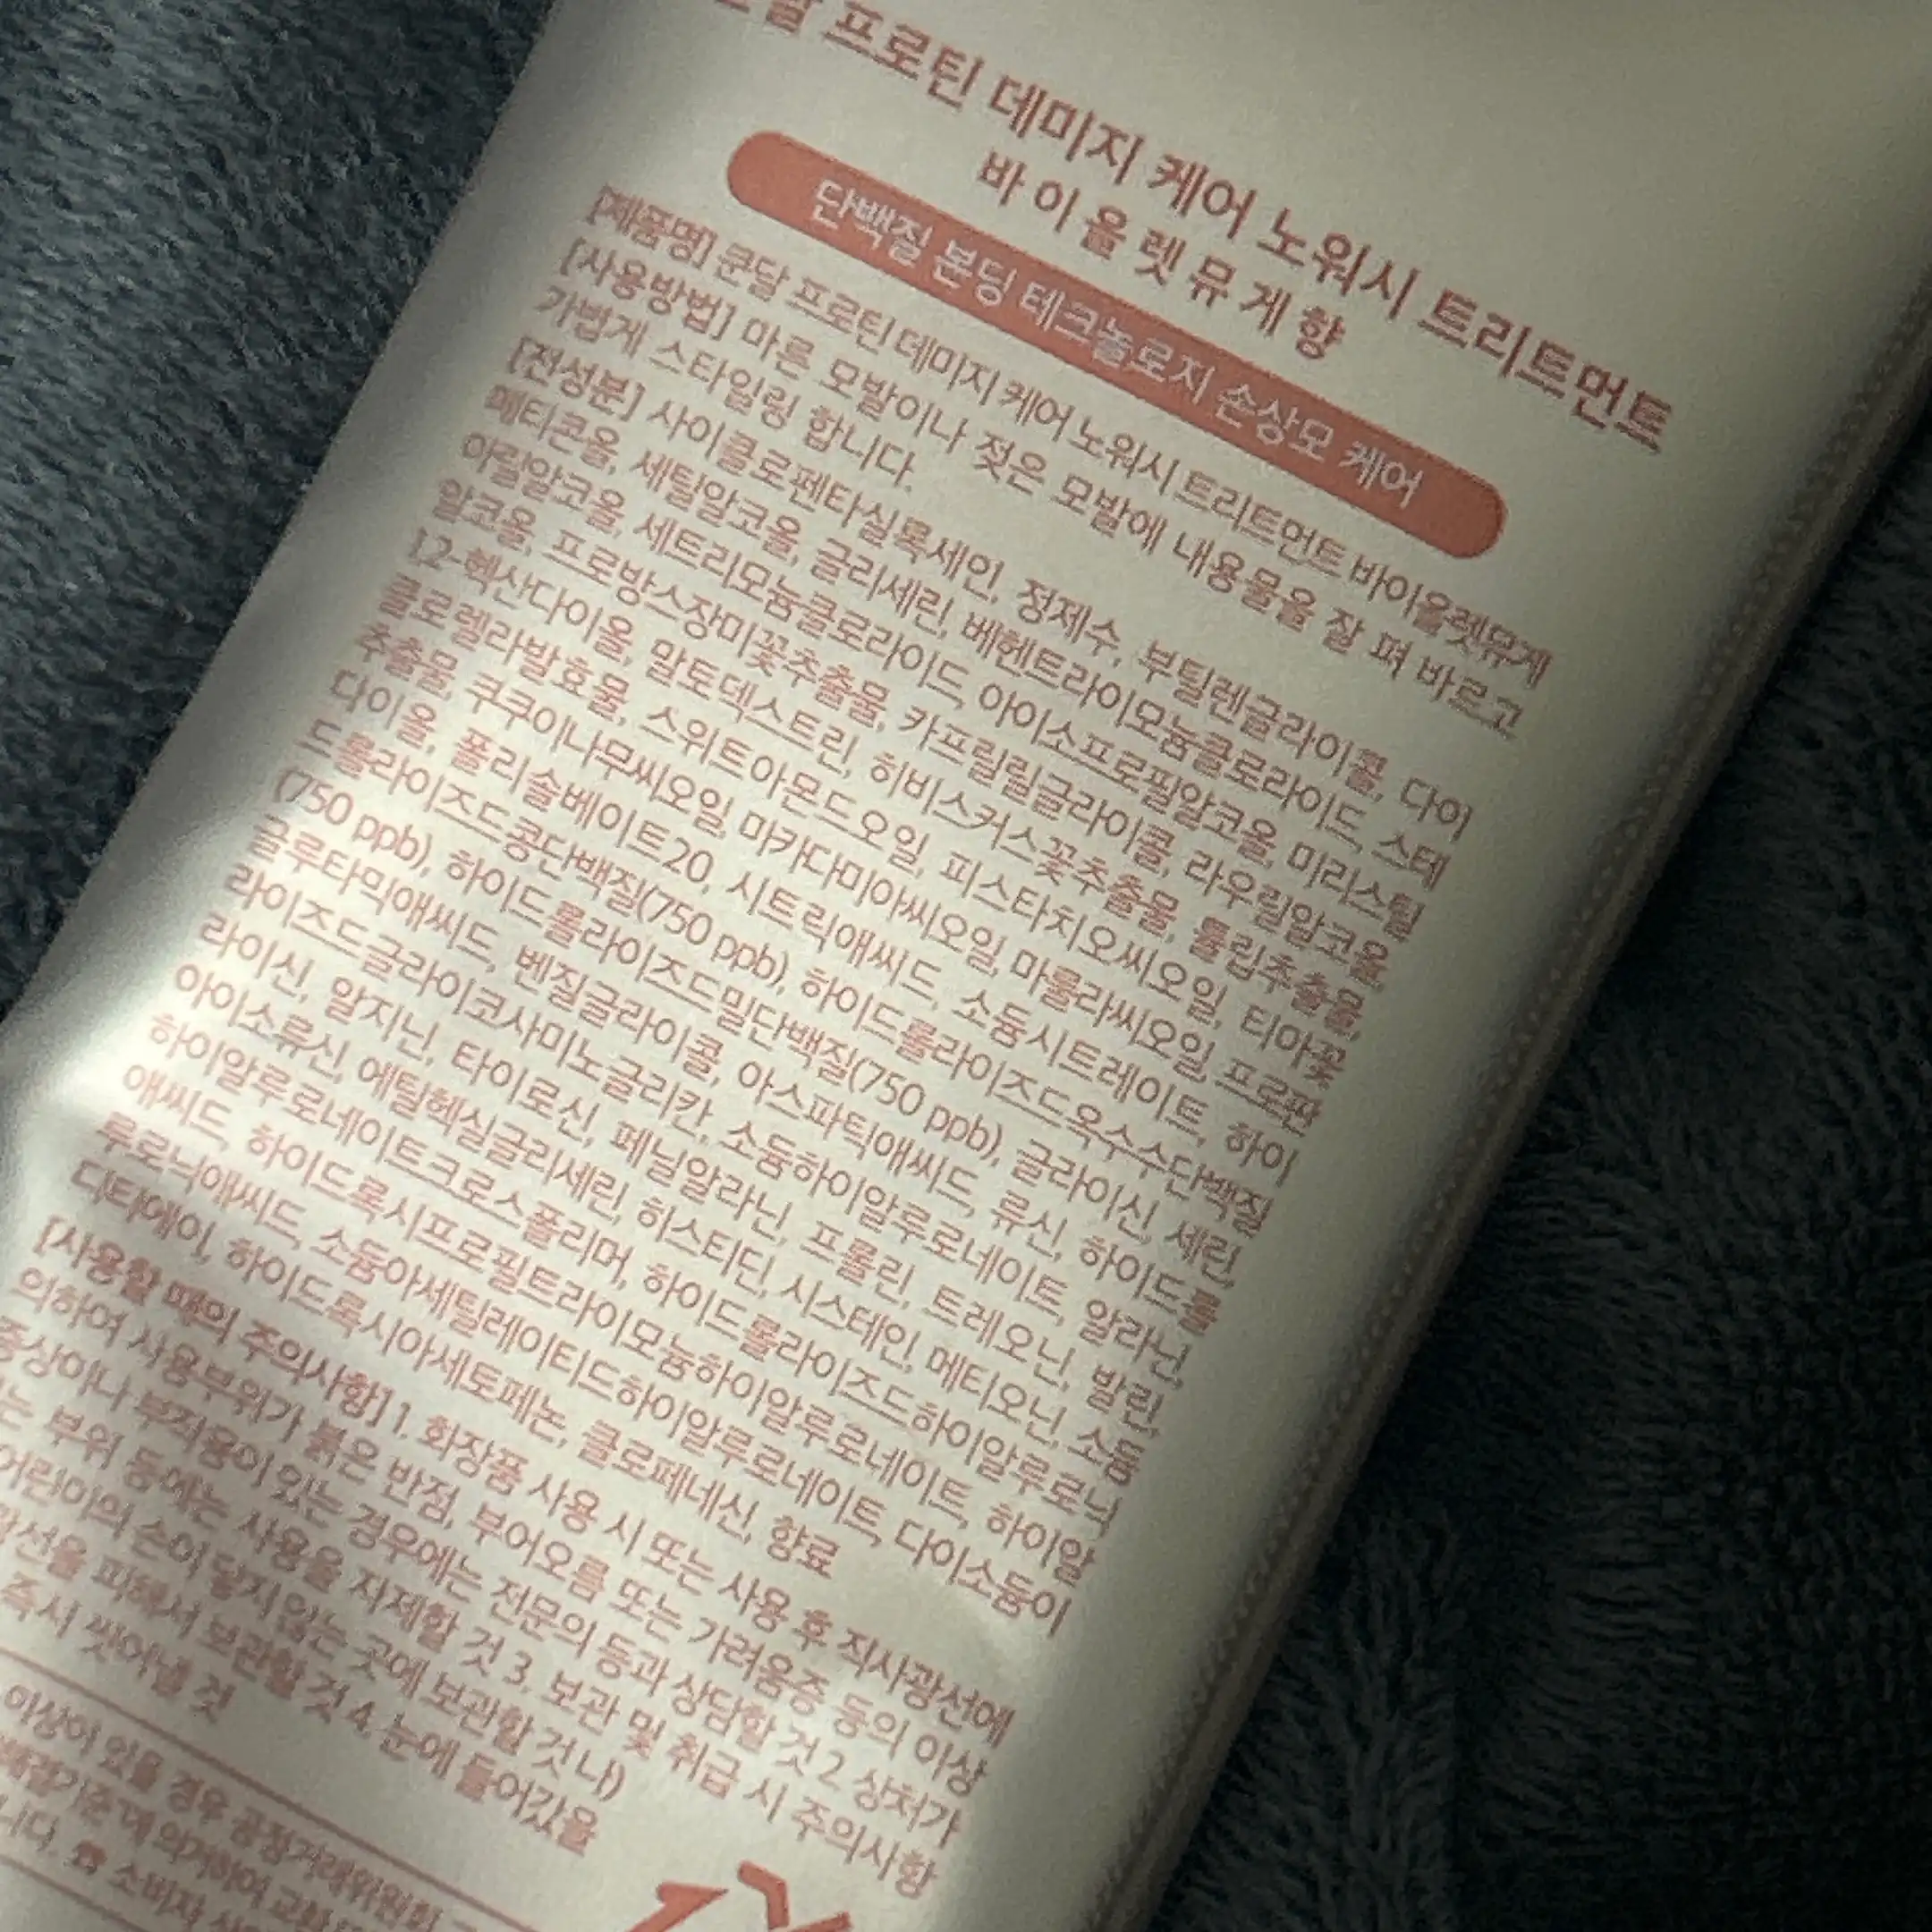 프로틴 데미지 케어 노워시 트리트먼트
바이올렛뮤게향
단백질 본딩 테크놀로지 손상모 케어
[제품명] 쿤달 프로틴 데미지 케어 노워시 트리트먼트 바이올렛뮤게
[사용방법] 마른 모발이나 젖은 모발에 내용물을 잘 펴 바르고
가볍게 스타일링 합니다.
[전성분] 사이클로펜타실록세인, 정제수, 부틸렌글라이콜, 다이
메티콘올, 세틸알코올, 글리세린, 베헨트라이모늄클로라이드, 스테
아릴알코올, 세트리모늄클로라이드, 아이소프로필알코올, 미리스틸
알코올, 프로방스장미꽃추출물, 카프릴릴글라이콜, 라우릴알코올,
1,2-헥산다이올, 말토덱스트린, 히비스커스꽃추출물, 튤립추출물,
클로렐라발효물, 스위트아몬드오일, 피스타치오씨오일, 티아꽃
추출물, 쿠쿠이나무씨오일, 마카다미아씨오일, 마룰라씨오일, 프로판
다이올, 폴리솔베이트20, 시트릭애씨드, 소듐시트레이트, 하이
드롤라이즈드콩단백질(750 ppb), 하이드롤라이즈드옥수수단백질
(750 ppb), 하이드롤라이즈드밀단백질(750 ppb), 글라이신, 세린,
글루타믹애씨드, 벤질글라이콜, 아스파틱애씨드, 류신, 하이드롤
라이즈드글라이코사미노글리칸, 소듐하이알루로네이트, 알라닌,
라이신, 알지닌, 타이로신, 페닐알라닌, 프롤린, 트레오닌, 발린,
아이소류신, 에틸헥실글리세린, 히스티딘, 시스테인, 메티오닌, 소듐
하이알루로네이트크로스폴리머, 하이드롤라이즈드하이알루로닉
애씨드, 하이드록시프로필트라이모늄하이알루로네이트, 하이알
루로닉애씨드, 소듐아세틸레이티드하이알루로네이트, 다이소듐이
디티에이, 하이드록시아세토페논, 클로페네신, 향료
[사용할 때의 주의사항] 1. 화장품 사용 시 또는 사용 후 직사광선에
의하여 사용부위가 붉은 반점, 부어오름 또는 가려움증 등의 이상
증상이나 부작용이 있는 경우에는 전문의 등과 상담할 것 2. 상처가
는 부위 등에는 사용을 자제할 것 3. 보관 및 취급 시 주의사항
어린이의 손이 닿지 않는 곳에 보관할 것 나)
피해서 보관할 것 4. 눈에 들어갔을
즉시 씻어낼 것
이상이 있을 경우 공정거래위원회
의거하여 교환
☎ 소비자